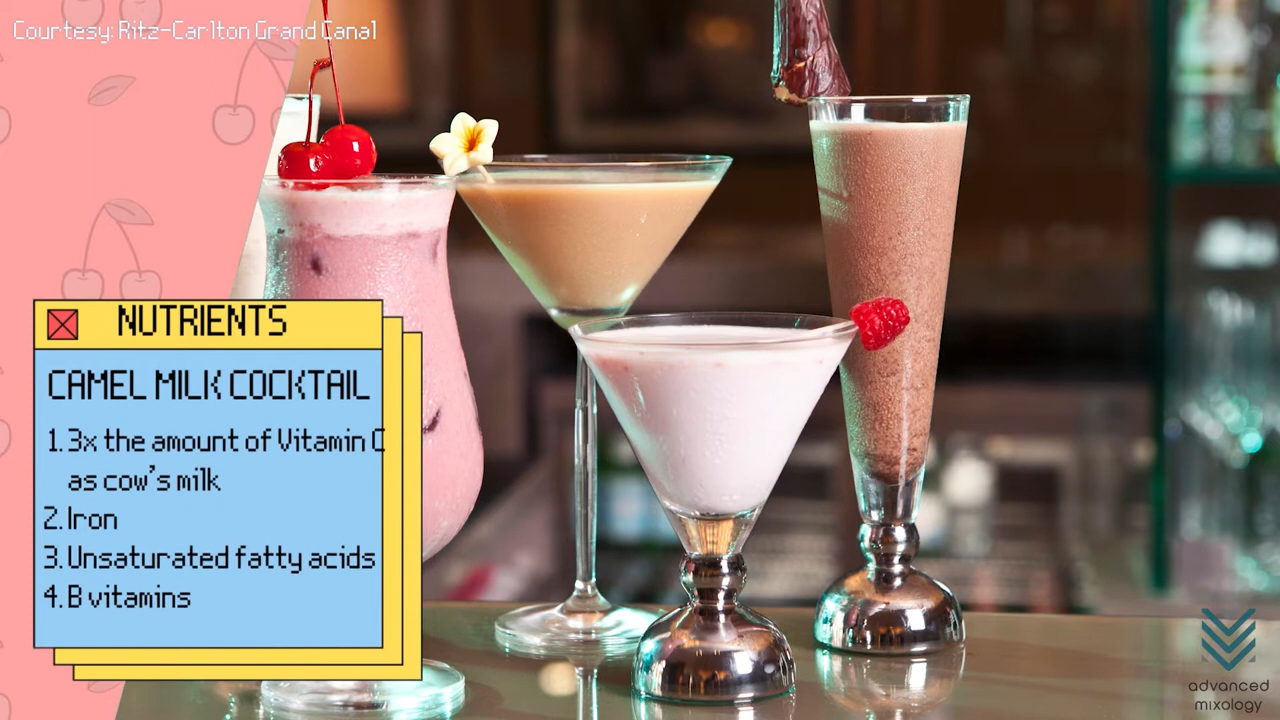 Courtesy: Ritz-Carlton Grand Canal
NUTRIENTS
CAMEL MILK COCKTAIL
1. 3x the amount of Vitamin C
as cow's milk
2. Iron
3. Unsaturated fatty acids
4. B vitamins
advanced
mixology